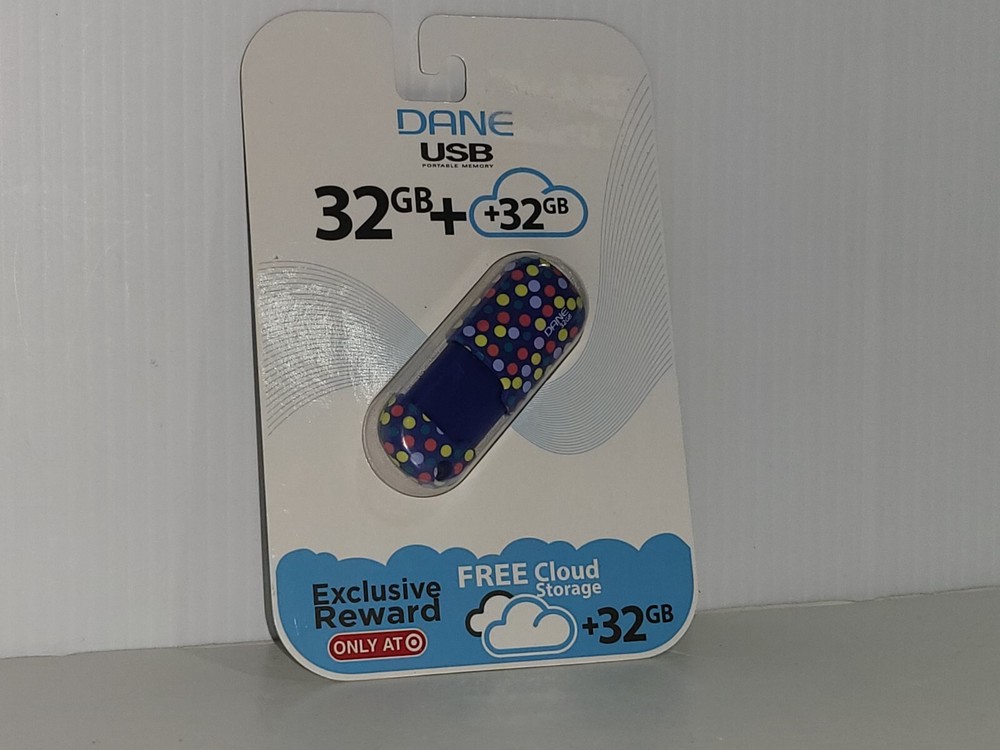 DANE
USB
PORTABLE MEMORY
32GB+ +32GB
DANE
Exclusive
Reward
ONLY AT
FREE Cloud
Storage
+32GB